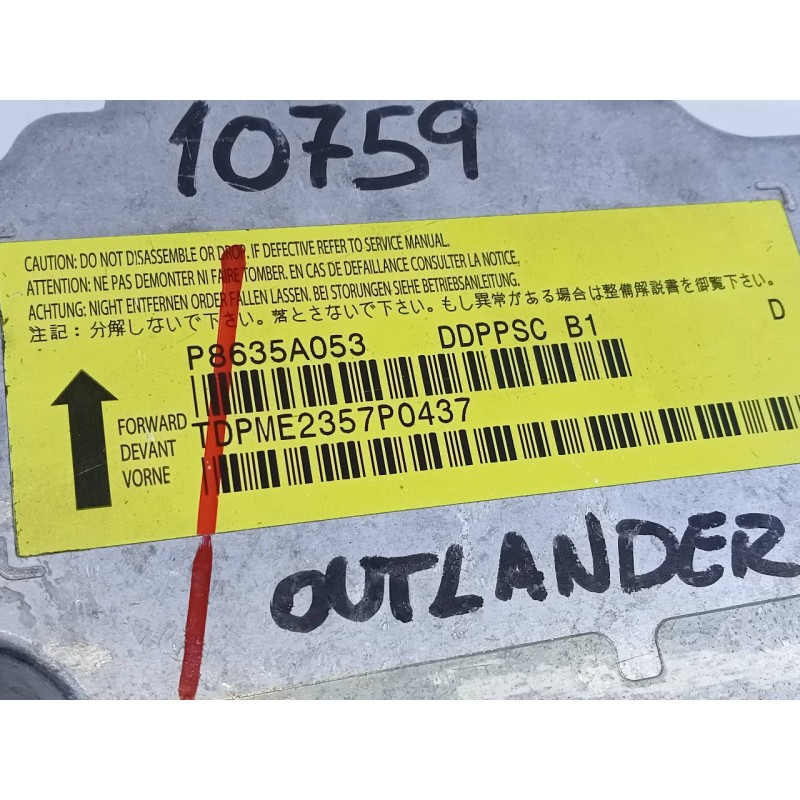 10759
CAUTION: DO NOT DISASSEMBLE OR DROP. IF DEFECTIVE REFER TO SERVICE MANUAL.
ATTENTION: NE PAS DEMONTER NI FAIRE TOMBER. EN CAS DE DEFAILLANCE CONSULTER LA NOTICE.
ACHTUNG: NIGHT ENTFERNEN ORDER FALLEN LASSEN. BEI STORUNGEN SIEHE BETRIEBSANLEITUNG.
注記：分解しないで下さい。落とさないで下さい。もし異常がある場合は整備解説書を御覧下さい。
P8635A053 DDPPSC B1 D
FORWARD
DEVANT
VORNE
TDPME2357P0437
OUTLANDER